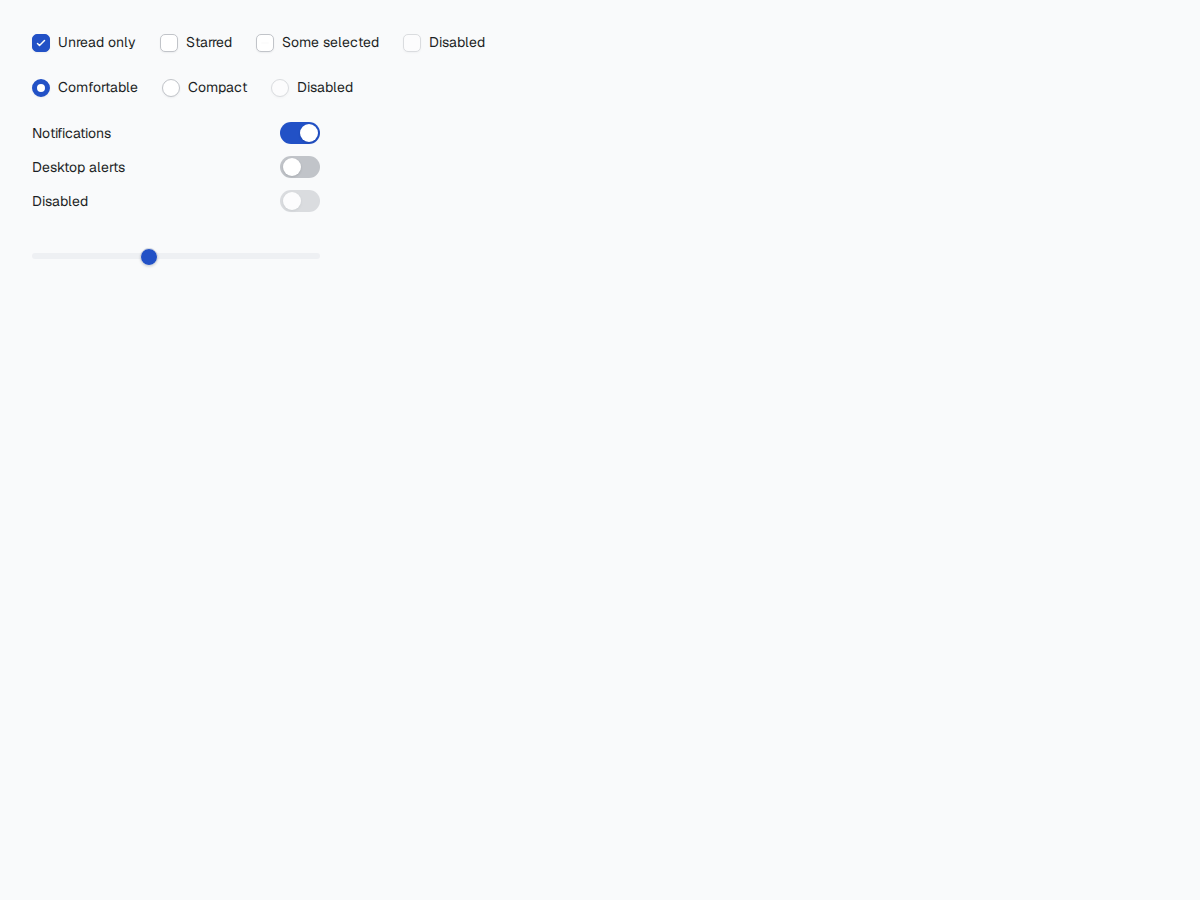 Unread only Starred Some selected Disabled
Comfortable Compact Disabled
Notifications
Desktop alerts
Disabled